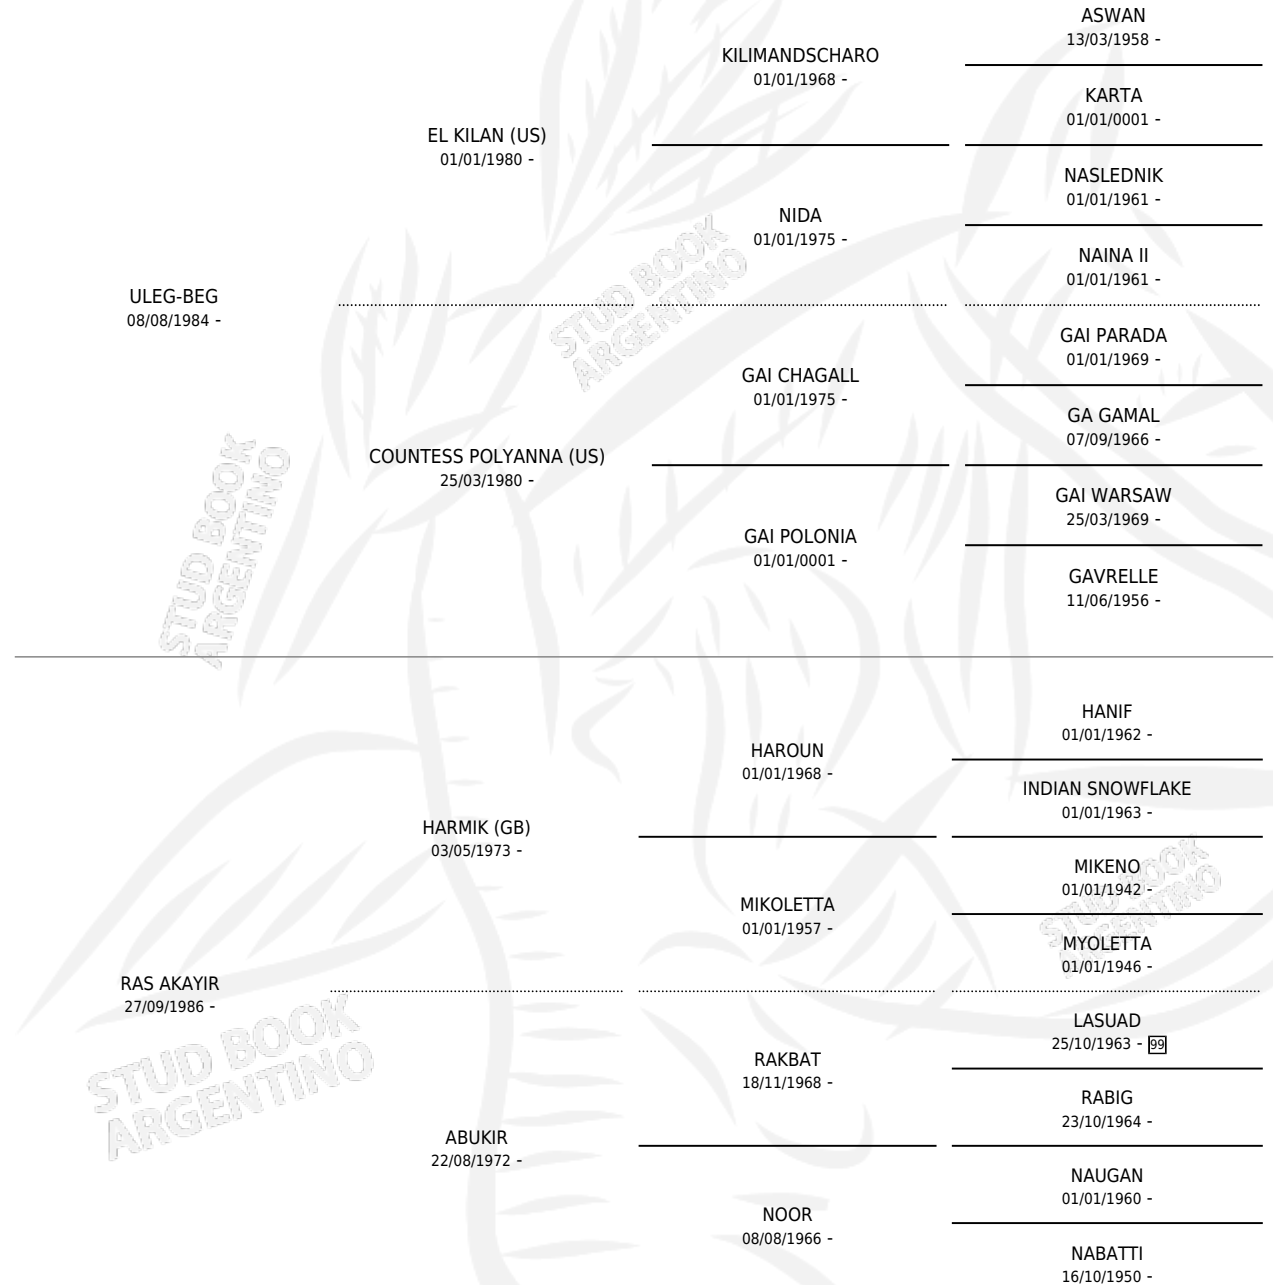 ASWAN
13/03/1958 -
KILIMANDSCHARO
01/01/1968 -
KARTA
01/01/0001 -
EL KILAN (US)
01/01/1980 -
NASLEDNIK
01/01/1961 -
NIDA
01/01/1975 -
NAINA II
01/01/1961 -
STUD BOOK
ARGENTINO
ULEG-BEG
08/08/1984 -
GAI PARADA
01/01/1969 -
GAI CHAGALL
01/01/1975 -
GA GAMAL
07/09/1966 -
COUNTESS POLYANNA (US)
25/03/1980 -
GAI WARSAW
25/03/1969 -
GAI POLONIA
01/01/0001 -
GAVRELLE
11/06/1956 -
STUD BOOK
ARGENTINO
HANIF
01/01/1962 -
HAROUN
01/01/1968 -
INDIAN SNOWFLAKE
01/01/1963 -
HARMIK (GB)
03/05/1973 -
MIKENO
01/01/1942 -
MIKOLETTA
01/01/1957 -
MYOLETTA
01/01/1946 -
STUD BOOK
ARGENTINO
RAS AKAYIR
27/09/1986 -
LASUAD
25/10/1963 - 99
RAKBAT
18/11/1968 -
RABIG
23/10/1964 -
STUD BOOK
ARGENTINO
ABUKIR
22/08/1972 -
NAUGAN
01/01/1960 -
NOOR
08/08/1966 -
NABATTI
16/10/1950 -